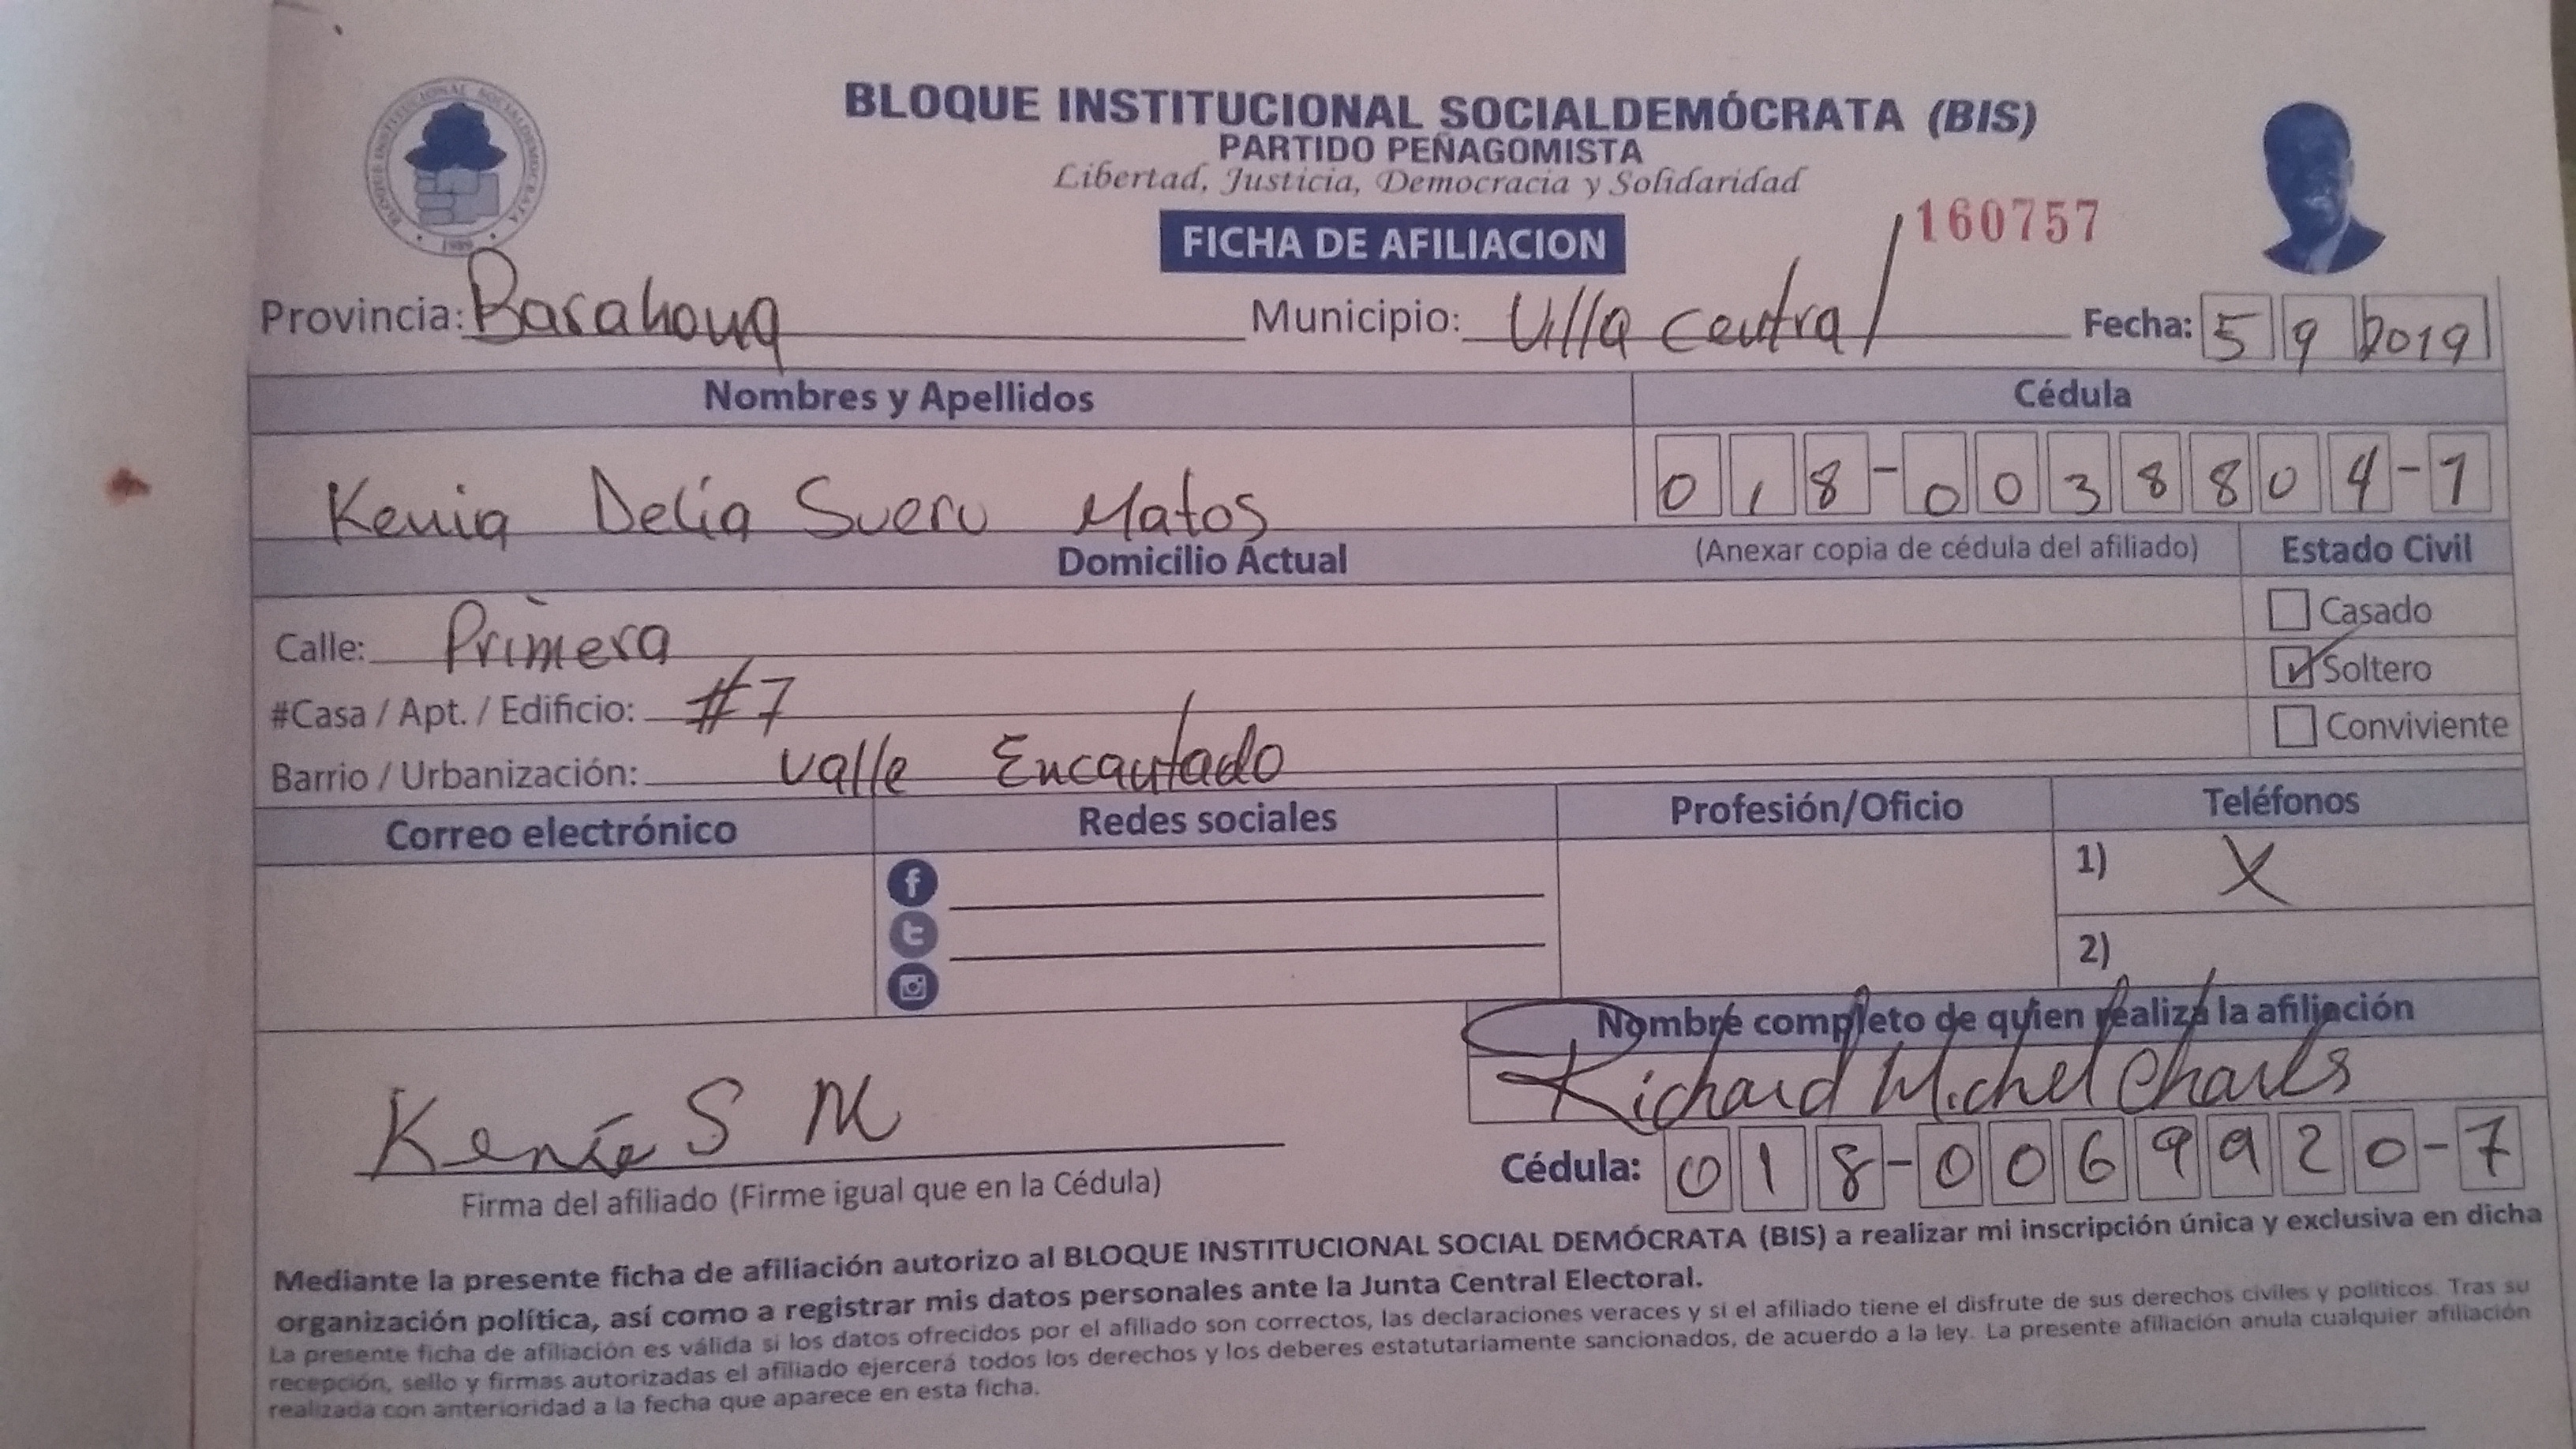 BLOQUE INSTITUCIONAL SOCIALDEMÓCRATA (BIS)
PARTIDO PEÑAGOMISTA
Libertad, Justicia, Democracia y Solidaridad
BLOQUE INSTITUCIONAL SOCIALDEMOCRATA
1989
FICHA DE AFILIACION
160757
Provincia: Barahona Municipio: Villa Central Fecha: 5 9 2019
Nombres y Apellidos Cédula
Kenia Delia Sueru Matos 018-0038804-1
Domicilio Actual (Anexar copia de cédula del afiliado) Estado Civil
Calle: Primera
Casado
#Casa / Apt. / Edificio: #7
Soltero
Barrio / Urbanización: Valle Encantado
Conviviente
Correo electrónico Redes sociales Profesión/Oficio Teléfonos
1) X
2)
Nombre completo de quien realiza la afiliación
Richard Michel Charles
Kenia S M
Cédula: 018-0069920-7
Firma del afiliado (Firme igual que en la Cédula)
Mediante la presente ficha de afiliación autorizo al BLOQUE INSTITUCIONAL SOCIAL DEMÓCRATA (BIS) a realizar mi inscripción única y exclusiva en dicha
organización política, así como a registrar mis datos personales ante la Junta Central Electoral.
La presente ficha de afiliación es válida si los datos ofrecidos por el afiliado son correctos, las declaraciones veraces y si el afiliado tiene el disfrute de sus derechos civiles y políticos. Tras su
recepción, sello y firmas autorizadas el afiliado ejercerá todos los derechos y los deberes estatutariamente sancionados, de acuerdo a la ley. La presente afiliación anula cualquier afiliación
realizada con anterioridad a la fecha que aparece en esta ficha.